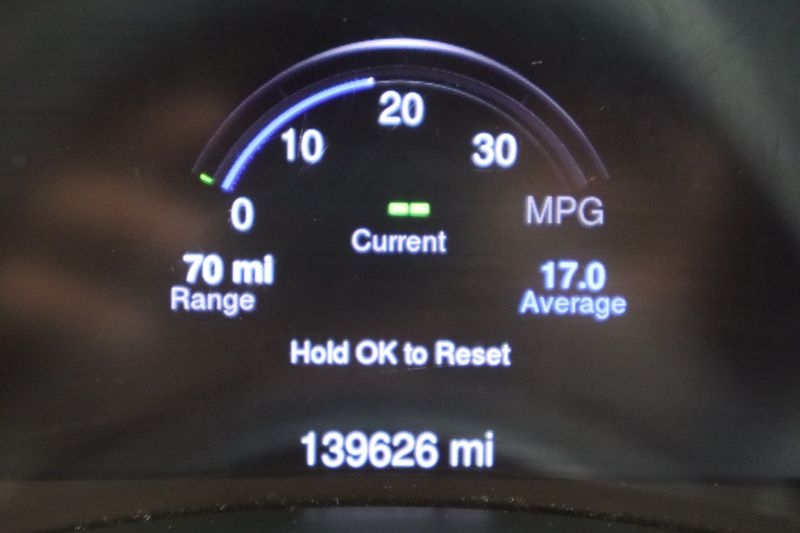 20
10
30
0
MPG
--
Current
70 mi
Range
17.0
Average
Hold OK to Reset
139626 mi